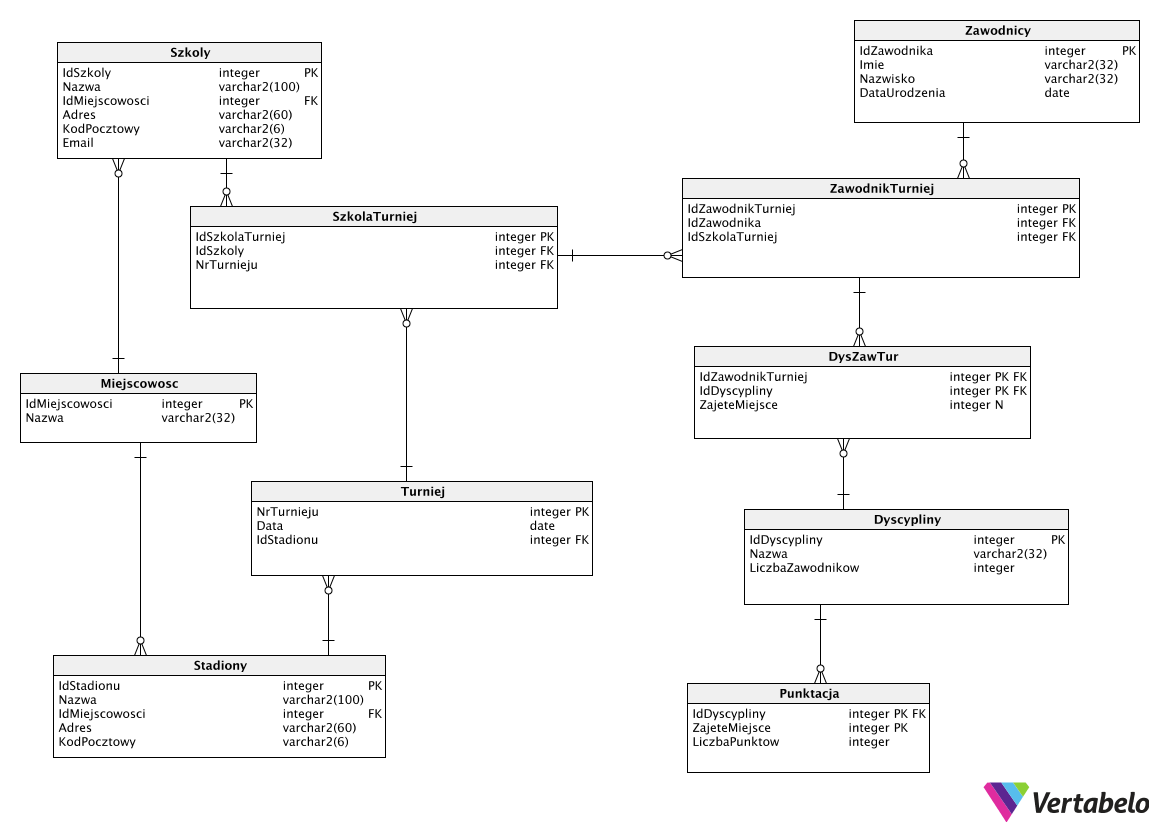 Szkoly
IdSzkoly integer PK
Nazwa varchar2(100)
IdMiejscowosci integer FK
Adres varchar2(60)
KodPocztowy varchar2(6)
Email varchar2(32)
Zawodnicy
IdZawodnika integer PK
Imie varchar2(32)
Nazwisko varchar2(32)
DataUrodzenia date
SzkolaTurniej
IdSzkolaTurniej integer PK
IdSzkoly integer FK
NrTurnieju integer FK
ZawodnikTurniej
IdZawodnikTurniej integer PK
IdZawodnika integer FK
IdSzkolaTurniej integer FK
Miejscowosc
IdMiejscowosci integer PK
Nazwa varchar2(32)
DysZawTur
IdZawodnikTurniej integer PK FK
IdDyscypliny integer PK FK
ZajeteMiejsce integer N
Turniej
NrTurnieju integer PK
Data date
IdStadionu integer FK
Dyscypliny
IdDyscypliny integer PK
Nazwa varchar2(32)
LiczbaZawodnikow integer
Stadiony
IdStadionu integer PK
Nazwa varchar2(100)
IdMiejscowosci integer FK
Adres varchar2(60)
KodPocztowy varchar2(6)
Punktacja
IdDyscypliny integer PK FK
ZajeteMiejsce integer PK
LiczbaPunktow integer
Vertabelo